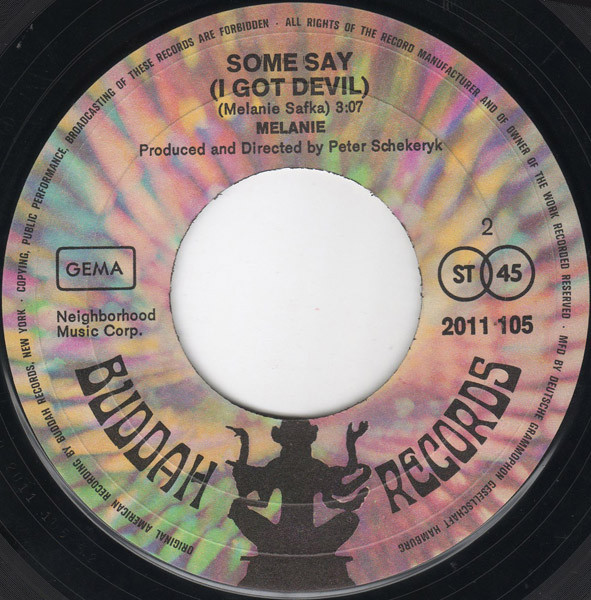 SOME SAY
(I GOT DEVIL)
(Melanie Safka) 3:07
MELANIE
Produced and Directed by Peter Schekeryk
2
GEMA
ST 45
Neighborhood
Music Corp.
2011 105
BUDDAH RECORDS
ORIGINAL AMERICAN RECORDING BY BUDDAH RECORDS, NEW YORK · COPYING, PUBLIC PERFORMANCE, BROADCASTING OF THESE RECORDS ARE FORBIDDEN · ALL RIGHTS OF THE RECORD MANUFACTURER AND OF OWNER OF THE WORK RECORDED RESERVED · MFD BY DEUTSCHE GRAMMOPHON GESELLSCHAFT HAMBURG